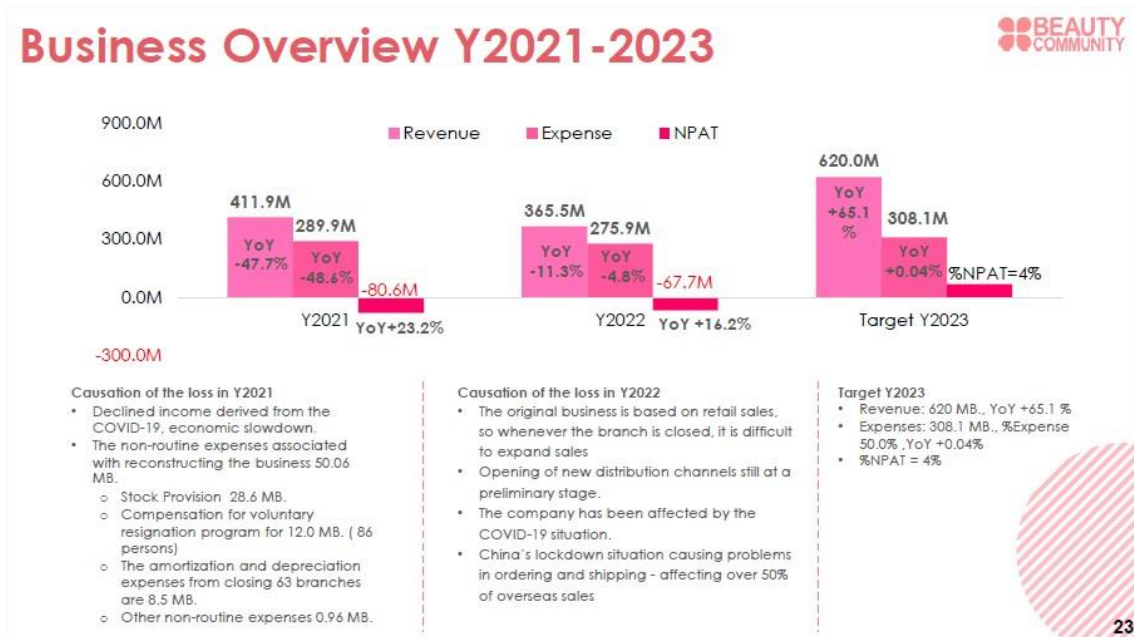 Business Overview Y2021-2023
BEAUTY
COMMUNITY
900.0M
600.0M
300.0M
0.0M
-300.0M
Revenue
Expense
NPAT
411.9M
YoY
-47.7%
289.9M
YoY
-48.6%
-80.6M
YoY+23.2%
Y2021
365.5M
YoY
-11.3%
275.9M
YoY
-4.8%
-67.7M
YoY +16.2%
Y2022
620.0M
YoY
+65.1
%
308.1M
YoY
+0.04%
%NPAT=4%
Target Y2023
Causation of the loss in Y2021
• Declined income derived from the
COVID-19, economic slowdown.
• The non-routine expenses associated
with reconstructing the business 50.06
MB.
o Stock Provision 28.6 MB.
o Compensation for voluntary
resignation program for 12.0 MB. ( 86
persons)
o The amortization and depreciation
expenses from closing 63 branches
are 8.5 MB.
o Other non-routine expenses 0.96 MB.
Causation of the loss in Y2022
• The original business is based on retail sales,
so whenever the branch is closed, it is difficult
to expand sales
• Opening of new distribution channels still at a
preliminary stage.
• The company has been affected by the
COVID-19 situation.
• China's lockdown situation causing problems
in ordering and shipping - affecting over 50%
of overseas sales
Target Y2023
• Revenue: 620 MB., YoY +65.1 %
• Expenses: 308.1 MB., %Expense
50.0% ,YoY +0.04%
• %NPAT = 4%
23